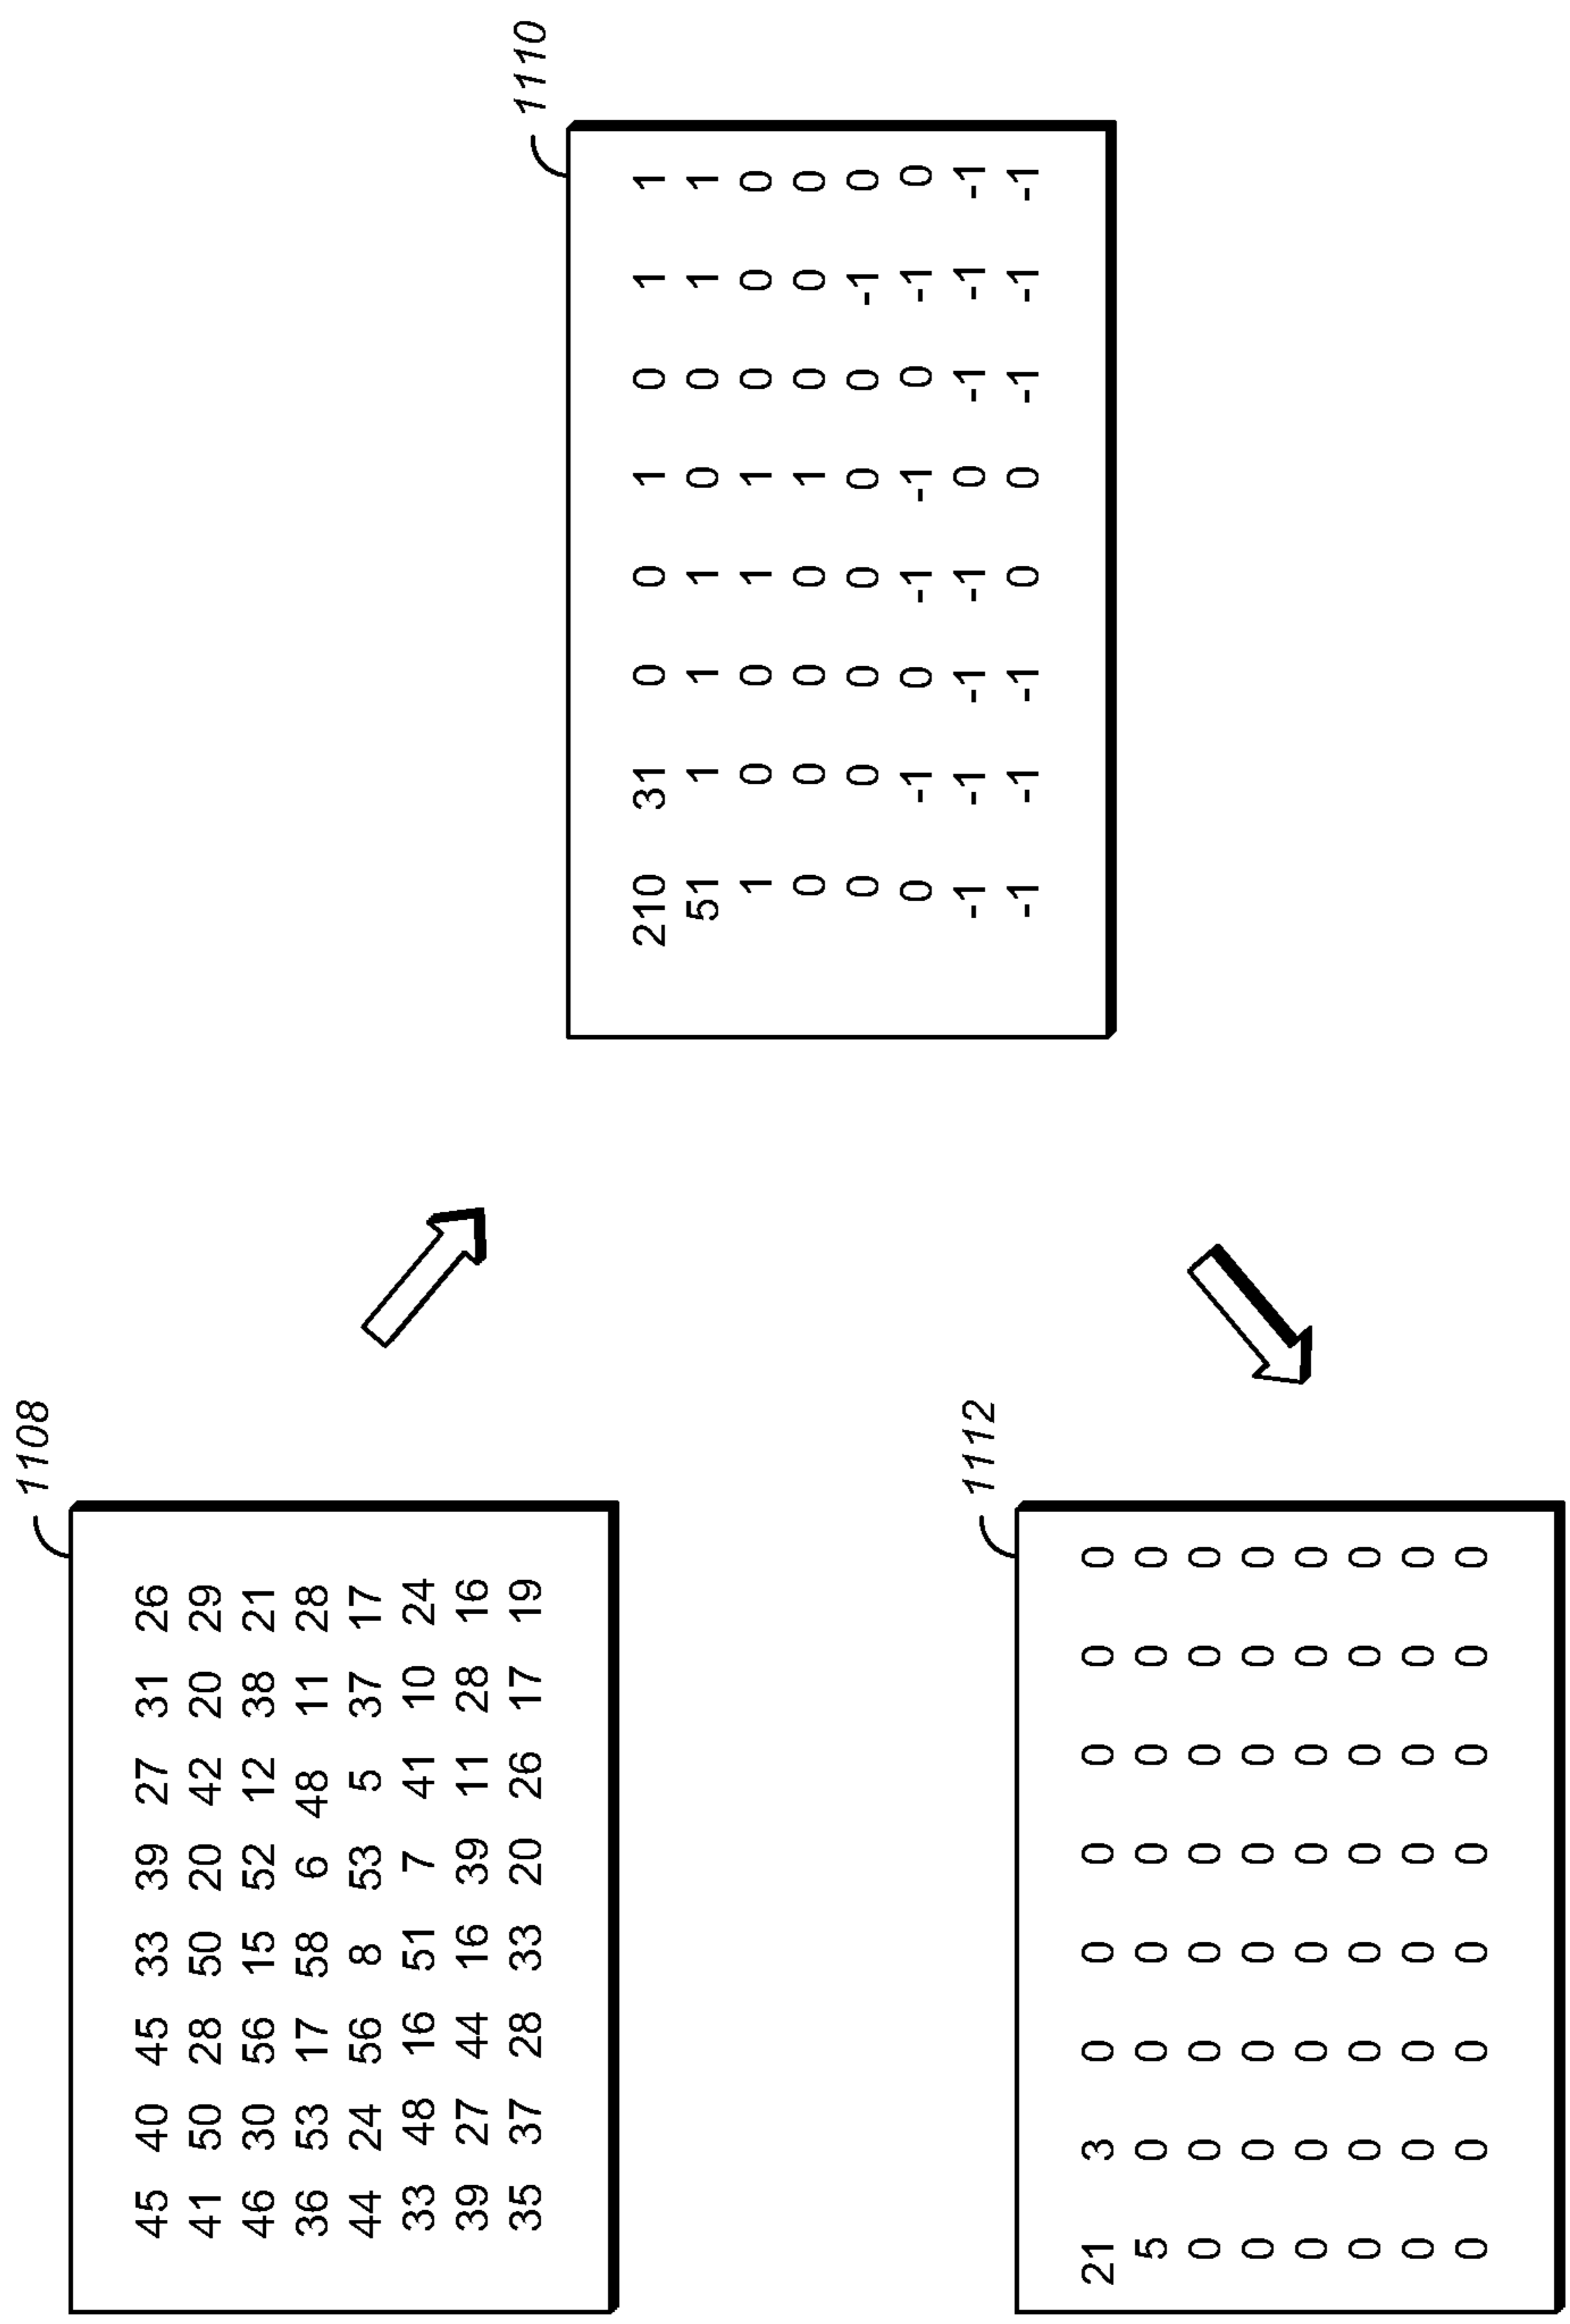 1108
45 40 45 33 39 27 31 26
41 50 28 50 20 42 20 29
46 30 56 15 52 12 38 21
36 53 17 58 6 48 11 28
44 24 56 8 53 5 37 17
33 48 16 51 7 41 10 24
39 27 44 16 39 11 28 16
35 37 28 33 20 26 17 19
1110
210 31 0 0 1 0 1 1
51 1 1 1 0 0 1 1
1 0 0 1 1 0 0 0
0 0 0 0 1 0 0 0
0 0 0 0 0 0 -1 0
0 -1 0 -1 -1 0 -1 0
-1 -1 -1 -1 0 -1 -1 -1
-1 -1 -1 0 0 -1 -1 -1
1112
21 3 0 0 0 0 0 0
5 0 0 0 0 0 0 0
0 0 0 0 0 0 0 0
0 0 0 0 0 0 0 0
0 0 0 0 0 0 0 0
0 0 0 0 0 0 0 0
0 0 0 0 0 0 0 0
0 0 0 0 0 0 0 0